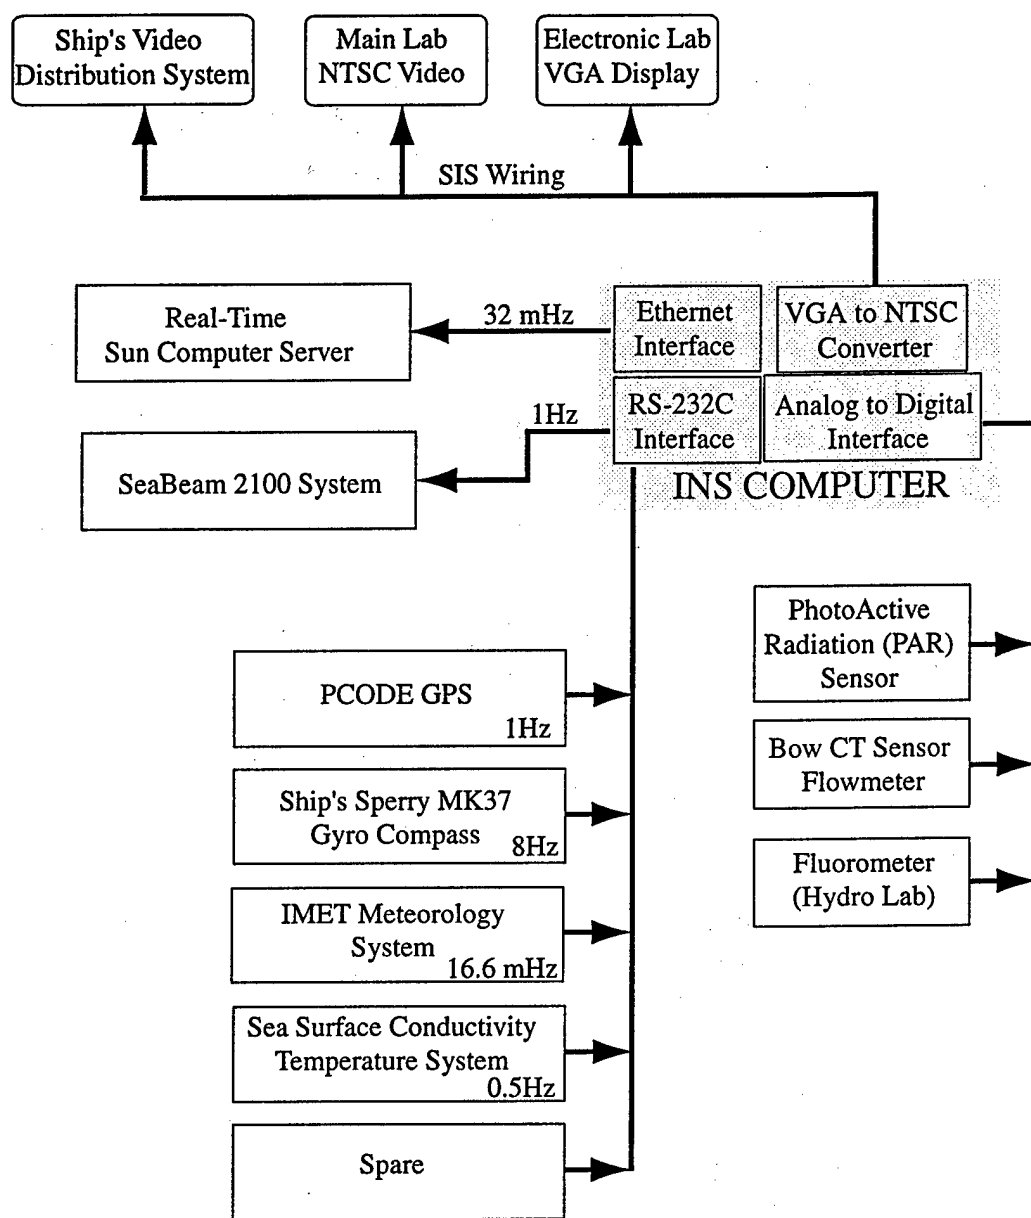 Ship's Video
Distribution System
Main Lab
NTSC Video
Electronic Lab
VGA Display
SIS Wiring
Real-Time
Sun Computer Server
32 mHz
Ethernet
Interface
VGA to NTSC
Converter
1Hz
RS-232C
Interface
Analog to Digital
Interface
INS COMPUTER
SeaBeam 2100 System
PhotoActive
Radiation (PAR)
Sensor
PCODE GPS
1Hz
Bow CT Sensor
Flowmeter
Ship's Sperry MK37
Gyro Compass
8Hz
Fluorometer
(Hydro Lab)
IMET Meteorology
System
16.6 mHz
Sea Surface Conductivity
Temperature System
0.5Hz
Spare